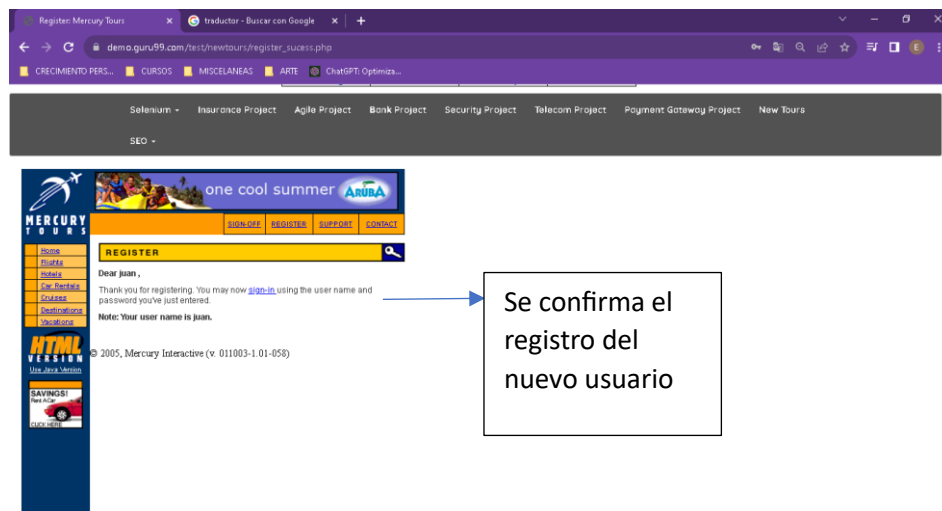 Register: Mercury Tours
traductor - Buscar con Google
demo.guru99.com/test/newtours/register_sucess.php
CRECIMIENTO PERS...
CURSOS
MISCELANEAS
ARTE
ChatGPT: Optimiza...
E
Selenium
Insurance Project
Agile Project
Bank Project
Security Project
Telecom Project
Payment Gateway Project
New Tours
SEO
MERCURY
TOURS
one cool summer
ARUBA
SIGN-OFF
REGISTER
SUPPORT
CONTACT
Home
Flights
Hotels
Car Rentals
Cruises
Destinations
Vacations
HTML
VERSION
Use Java Version
SAVINGS!
Rent A Car
CLICK HERE
REGISTER
Dear juan ,
Thank you for registering. You may now sign-in using the user name and
password you've just entered.
Note: Your user name is juan.
© 2005, Mercury Interactive (v. 011003-1.01-058)
Se confirma el
registro del
nuevo usuario